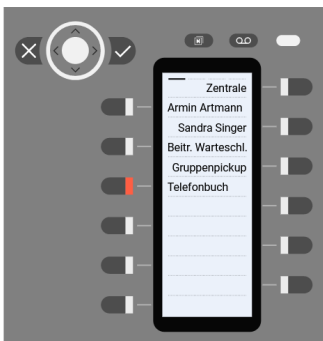 Zentrale
Armin Artmann
Sandra Singer
Beitr. Warteschl.
Gruppenpickup
Telefonbuch